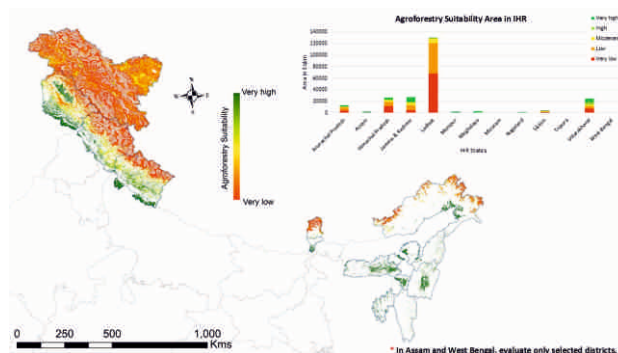 Agroforestry Suitability Area in IHR
Very high
High
Low
Very low
140000
120000
100000
80000
60000
40000
20000
0
Area in Sqkm
Arunachal Pradesh
Assam
Himachal Pradesh
Jammu & Kashmir
Ladakh
Manipur
Meghalaya
Mizoram
Nagaland
Sikkim
Tripura
Uttarakhand
West Bengal
IHR States
N
W
E
S
Very high
Agroforestry Suitability
Very low
0 250 500 1,000
Kms
* In Assam and West Bengal, evaluate only selected districts.